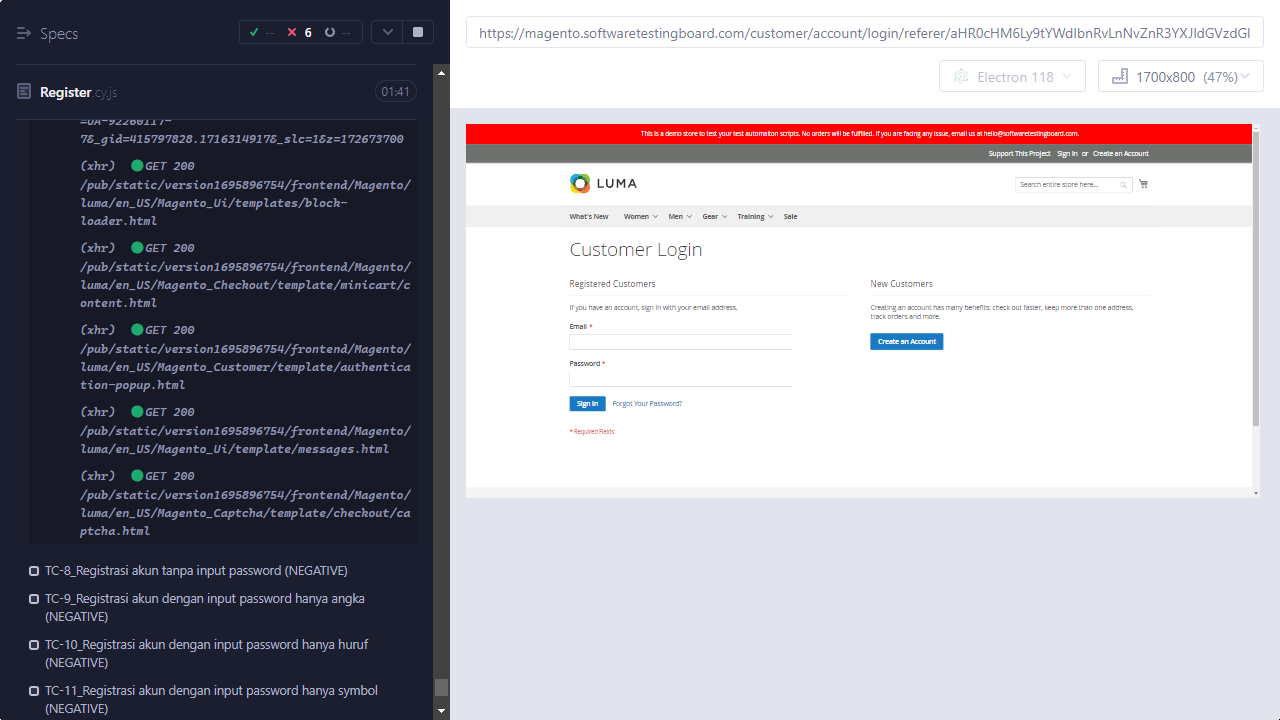 Specs
-- 6 --
Register.cy.js 01:41
7&_gid=415797828.1716314917&_slc=1&z=172673700
(xhr) GET 200
/pub/static/version1695896754/frontend/Magento/
luma/en_US/Magento_Ui/templates/block-
loader.html
(xhr) GET 200
/pub/static/version1695896754/frontend/Magento/
luma/en_US/Magento_Checkout/template/minicart/c
ontent.html
(xhr) GET 200
/pub/static/version1695896754/frontend/Magento/
luma/en_US/Magento_Customer/template/authentica
tion-popup.html
(xhr) GET 200
/pub/static/version1695896754/frontend/Magento/
luma/en_US/Magento_Ui/template/messages.html
(xhr) GET 200
/pub/static/version1695896754/frontend/Magento/
luma/en_US/Magento_Captcha/template/checkout/ca
ptcha.html
TC-8_Registrasi akun tanpa input password (NEGATIVE)
TC-9_Registrasi akun dengan input password hanya angka
(NEGATIVE)
TC-10_Registrasi akun dengan input password hanya huruf
(NEGATIVE)
TC-11_Registrasi akun dengan input password hanya symbol
(NEGATIVE)
https://magento.softwaretestingboard.com/customer/account/login/referer/aHR0cHM6Ly9tYWdlbnRvLnNvZnR3YXJldGVzdGl
Electron 118
1700x800 (47%)
This is a demo store to test your test automaiton scripts. No orders will be fulfilled. If you are facing any issue, email us at hello@softwaretestingboard.com.
Support This Project Sign In or Create an Account
LUMA
Search entire store here...
What's New Women Men Gear Training Sale
Customer Login
Registered Customers
If you have an account, sign in with your email address.
Email *
Password *
Sign In Forgot Your Password?
* Required Fields
New Customers
Creating an account has many benefits: check out faster, keep more than one address,
track orders and more.
Create an Account